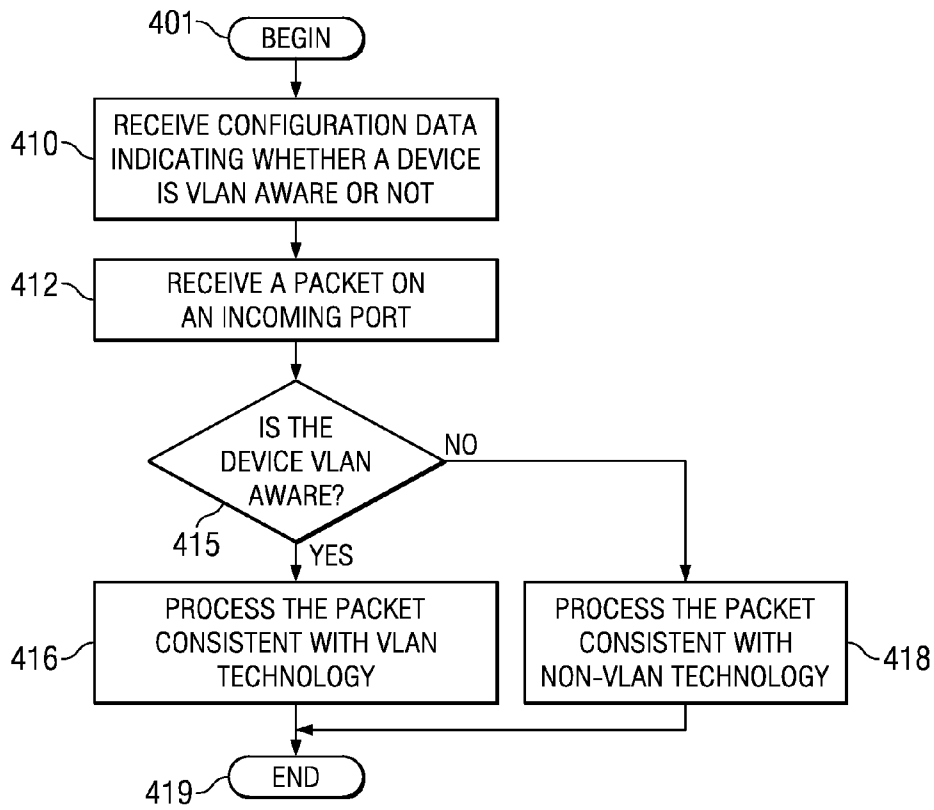 401
BEGIN
410
RECEIVE CONFIGURATION DATA
INDICATING WHETHER A DEVICE
IS VLAN AWARE OR NOT
412
RECEIVE A PACKET ON
AN INCOMING PORT
IS THE
DEVICE VLAN
AWARE?
415
NO
YES
416
PROCESS THE PACKET
CONSISTENT WITH VLAN
TECHNOLOGY
PROCESS THE PACKET
CONSISTENT WITH
NON-VLAN TECHNOLOGY
418
419
END